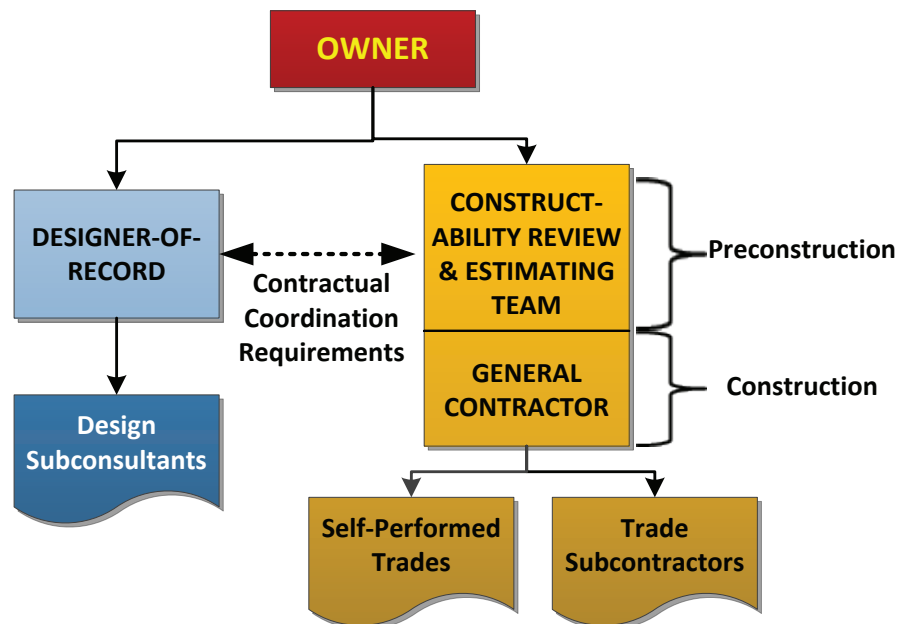 OWNER
DESIGNER-OF-
RECORD
CONSTRUCT-
ABILITY REVIEW
& ESTIMATING
TEAM
Preconstruction
Contractual
Coordination
Requirements
GENERAL
CONTRACTOR
Construction
Design
Subconsultants
Self-Performed
Trades
Trade
Subcontractors